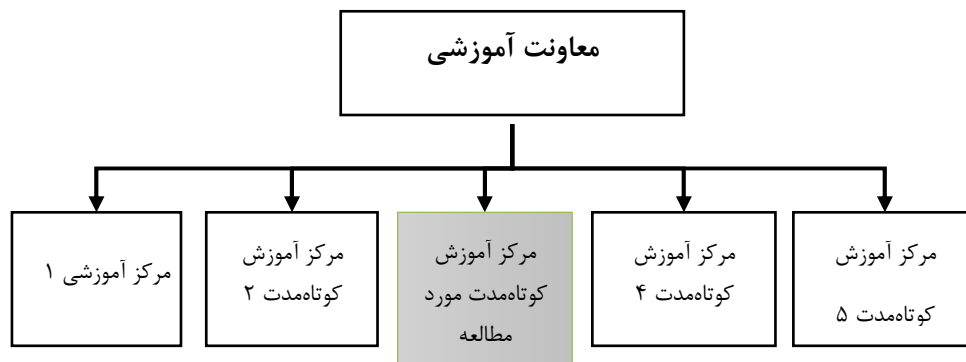 معاونت آموزشی
مرکز آموزش
کوتاه‌مدت ۵
مرکز آموزش
کوتاه‌مدت ۴
مرکز آموزش
کوتاه‌مدت مورد
مطالعه
مرکز آموزش
کوتاه‌مدت ۲
مرکز آموزشی ۱